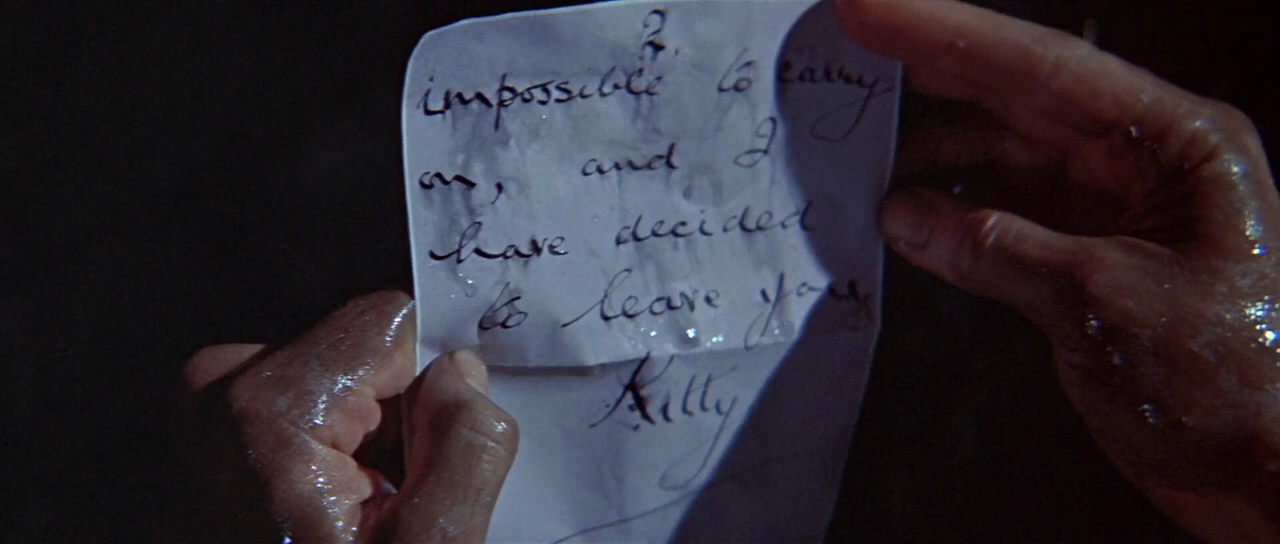 2.
impossible to carry
on, and I
have decided
to leave you,
Kitty